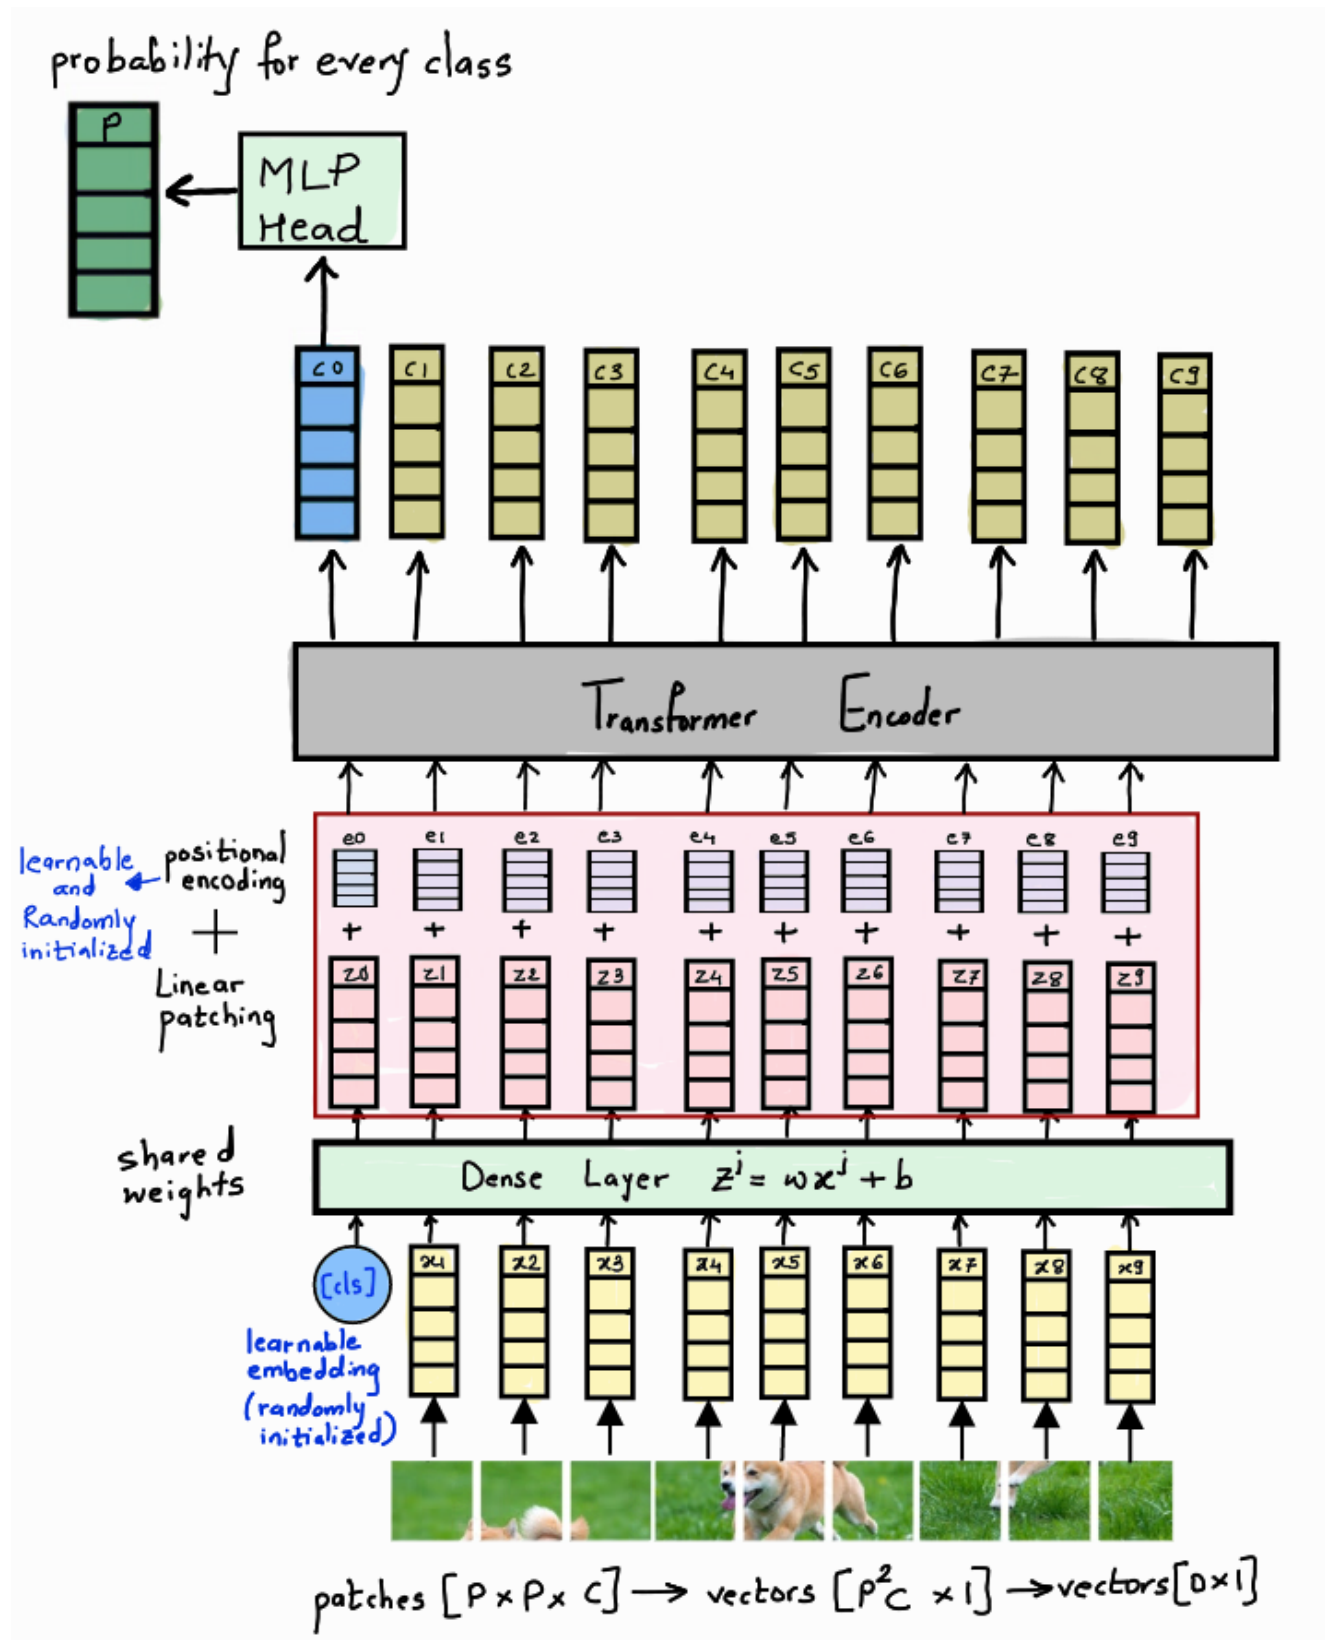 probability for every class
P
MLP
Head
c0 c1 c2 c3 c4 c5 c6 c7 c8 c9
Transformer Encoder
e0 e1 e2 e3 e4 e5 e6 e7 e8 e9
positional
encoding
learnable
and
Randomly
initialized
+
+ + + + + + + + + +
Linear
patching
z0 z1 z2 z3 z4 z5 z6 z7 z8 z9
shared
weights
Dense Layer zʲ = wxʲ + b
[cls]
x1 x2 x3 x4 x5 x6 x7 x8 x9
learnable
embedding
(randomly
initialized)
patches [P x P x C] → vectors [P²C x 1] → vectors [D x 1]